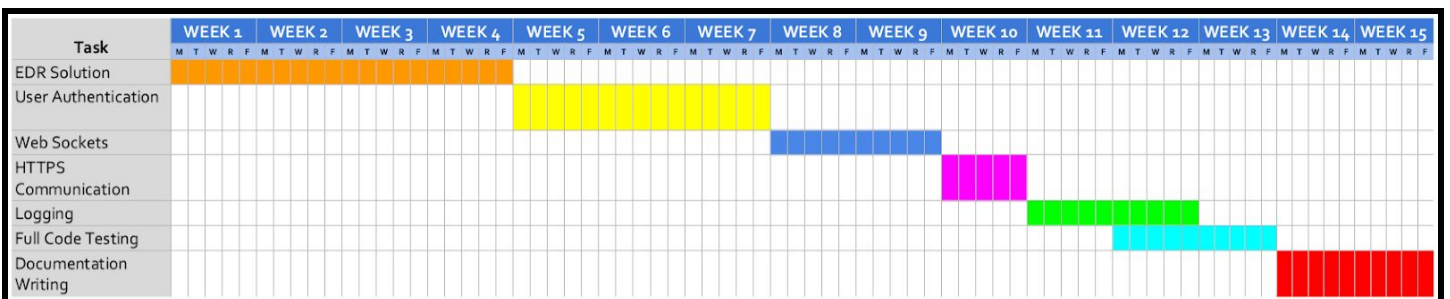 WEEK 1 WEEK 2 WEEK 3 WEEK 4 WEEK 5 WEEK 6 WEEK 7 WEEK 8 WEEK 9 WEEK 10 WEEK 11 WEEK 12 WEEK 13 WEEK 14 WEEK 15
Task
M T W R F M T W R F M T W R F M T W R F M T W R F M T W R F M T W R F M T W R F M T W R F M T W R F M T W R F M T W R F M T W R F M T W R F M T W R F
EDR Solution
User Authentication
Web Sockets
HTTPS
Communication
Logging
Full Code Testing
Documentation
Writing